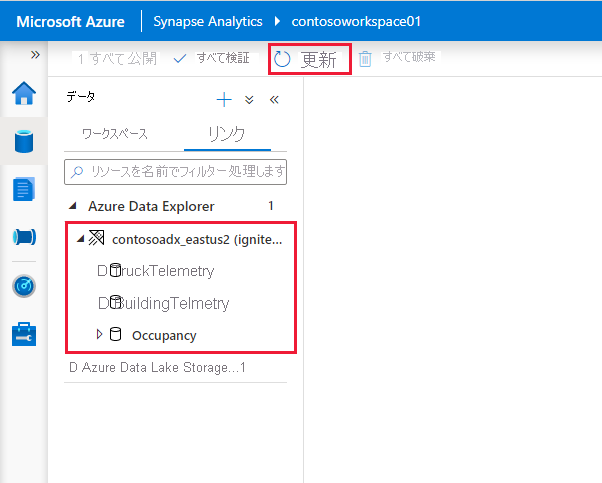 Microsoft Azure Synapse Analytics contosoworkspace01
» 1 すべて公開 すべて検証 更新 すべて破棄
データ
ワークスペース リンク
リソースを名前でフィルター処理します
Azure Data Explorer 1
contosoadx_eastus2 (ignite...
D TruckTelemetry
D BuildingTelmetry
Occupancy
D Azure Data Lake Storage...1